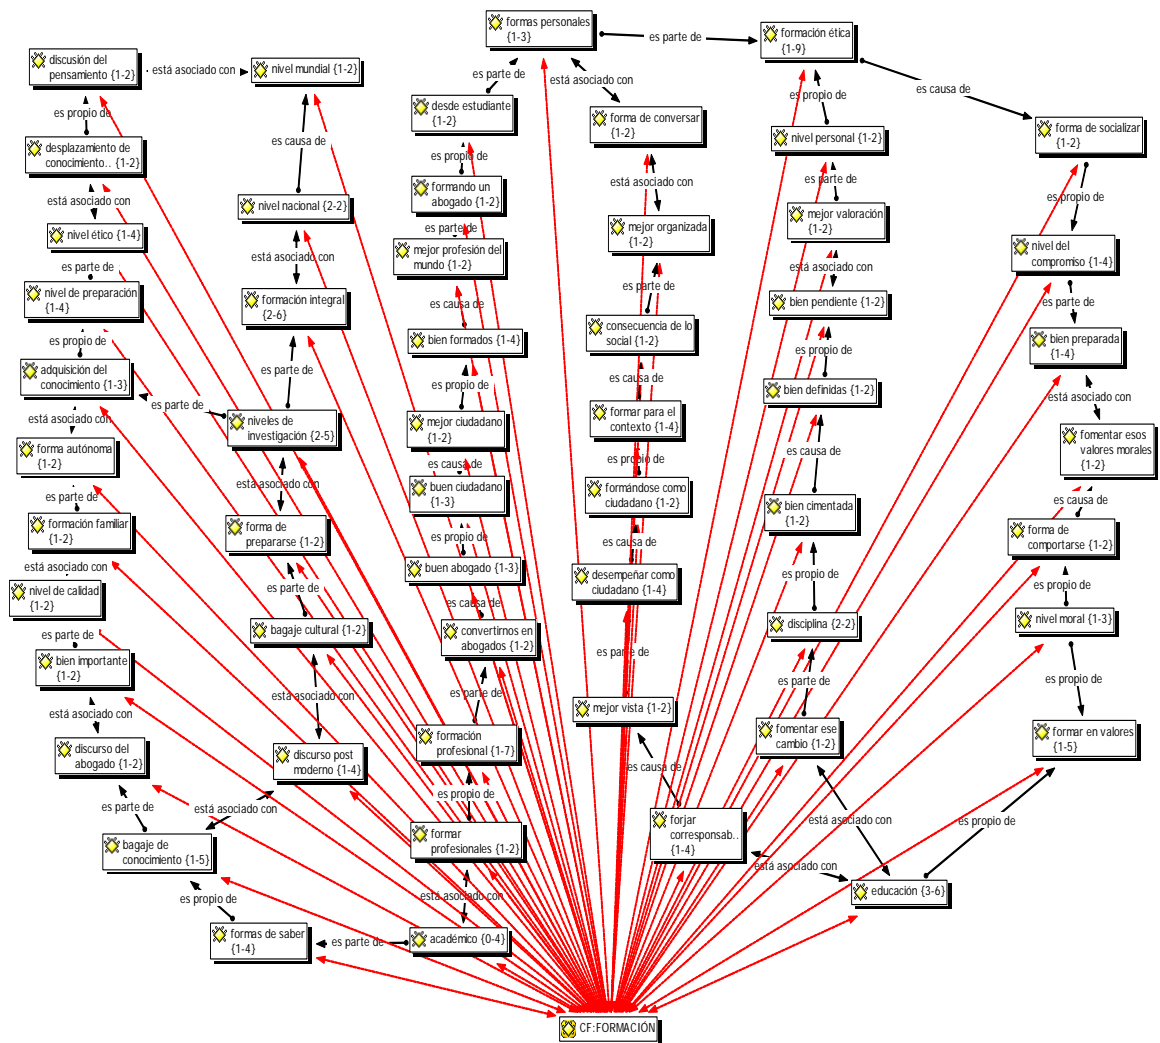 formas personales
{1-3}
es parte de
formación ética
{1-9}
discusión del
pensamiento {1-2}
está asociado con
nivel mundial {1-2}
es parte de
está asociado con
es causa de
desde estudiante
{1-2}
forma de conversar
{1-2}
es propio de
forma de socializar
{1-2}
es propio de
es causa de
nivel personal {1-2}
desplazamiento de
conocimiento.. {1-2}
es propio de
está asociado con
es parte de
es propio de
formando un
abogado {1-2}
está asociado con
nivel nacional {2-2}
mejor valoración
{1-2}
nivel ético {1-4}
es parte de
mejor organizada
{1-2}
nivel del
compromiso {1-4}
mejor profesión del
mundo {1-2}
está asociado con
está asociado con
es parte de
es parte de
es parte de
nivel de preparación
{1-4}
formación integral
{2-6}
es causa de
bien pendiente {1-2}
consecuencia de lo
social {1-2}
bien preparada
{1-4}
bien formados {1-4}
es propio de
es propio de
adquisición del
conocimiento {1-3}
es parte de
es propio de
es causa de
bien definidas {1-2}
está asociado con
es parte de
está asociado con
niveles de
investigación {2-5}
mejor ciudadano
{1-2}
formar para el
contexto {1-4}
es causa de
fomentar esos
valores morales
{1-2}
forma autónoma
{1-2}
es causa de
es propio de
está asociado con
buen ciudadano
{1-3}
formándose como
ciudadano {1-2}
es parte de
bien cimentada
{1-2}
es causa de
formación familiar
{1-2}
forma de
prepararse {1-2}
es propio de
es causa de
forma de
comportarse {1-2}
está asociado con
buen abogado {1-3}
desempeñar como
ciudadano {1-4}
es propio de
es propio de
nivel de calidad
{1-2}
es parte de
es causa de
bagaje cultural {1-2}
convertirnos en
abogados {1-2}
disciplina {2-2}
nivel moral {1-3}
es parte de
es parte de
bien importante
{1-2}
es parte de
es propio de
está asociado con
es parte de
está asociado con
mejor vista {1-2}
formación
profesional {1-7}
fomentar ese
cambio {1-2}
formar en valores
{1-5}
discurso del
abogado {1-2}
discurso post
moderno {1-4}
es causa de
es propio de
es parte de
está asociado con
forjar
corresponsab..
{1-4}
está asociado con
es propio de
formar
profesionales {1-2}
bagaje de
conocimiento {1-5}
está asociado con
es propio de
está asociado con
educación {3-6}
formas de saber
{1-4}
es parte de
académico {0-4}
CF:FORMACIÓN